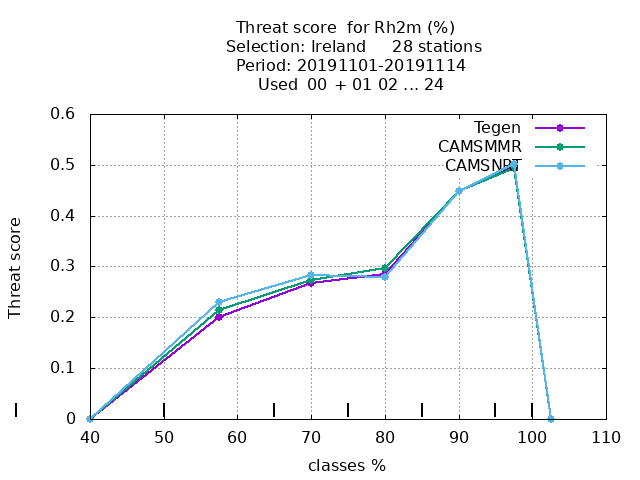 Threat score  for Rh2m (%)
Selection: Ireland     28 stations
Period: 20191101-20191114
Used  00 + 01 02 ... 24
Tegen
CAMSMMR
CAMSNRT
Threat score
0.6
0.5
0.4
0.3
0.2
0.1
0
40 50 60 70 80 90 100 110
classes %